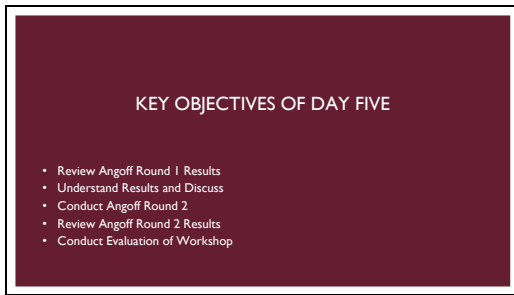 KEY OBJECTIVES OF DAY FIVE
• Review Angoff Round 1 Results
• Understand Results and Discuss
• Conduct Angoff Round 2
• Review Angoff Round 2 Results
• Conduct Evaluation of Workshop